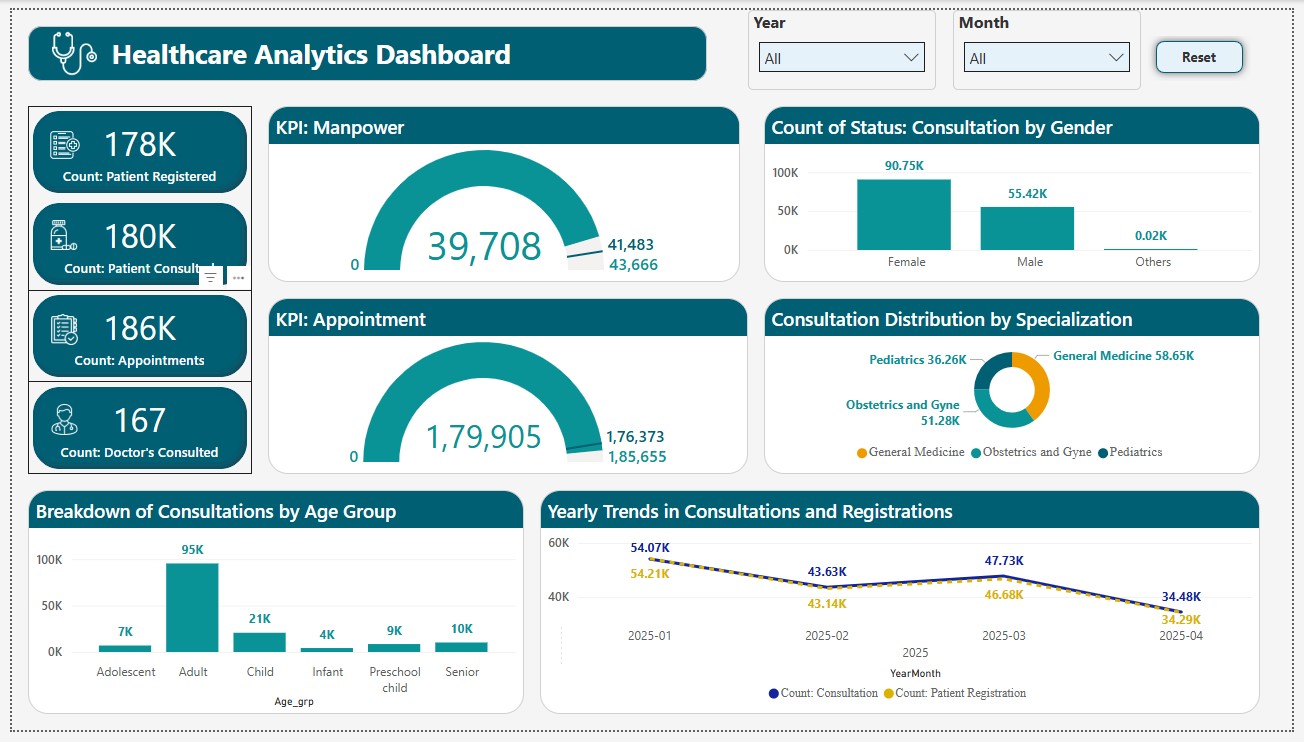 Healthcare Analytics Dashboard
Year
All
Month
All
Reset
178K
Count: Patient Registered
180K
Count: Patient
186K
Count: Appointments
167
Count: Doctor's Consulted
KPI: Manpower
39,708
0
41,483
43,666
KPI: Appointment
1,79,905
0
1,76,373
1,85,655
Count of Status: Consultation by Gender
100K
50K
0K
90.75K
55.42K
0.02K
Female
Male
Others
Consultation Distribution by Specialization
Pediatrics 36.26K
General Medicine 58.65K
Obstetrics and Gyne
51.28K
General Medicine
Obstetrics and Gyne
Pediatrics
Breakdown of Consultations by Age Group
100K
50K
0K
7K
95K
21K
4K
9K
10K
Adolescent
Adult
Child
Infant
Preschool
child
Senior
Age_grp
Yearly Trends in Consultations and Registrations
60K
40K
54.07K
54.21K
43.63K
43.14K
47.73K
46.68K
34.48K
34.29K
2025-01
2025-02
2025-03
2025-04
2025
YearMonth
Count: Consultation
Count: Patient Registration